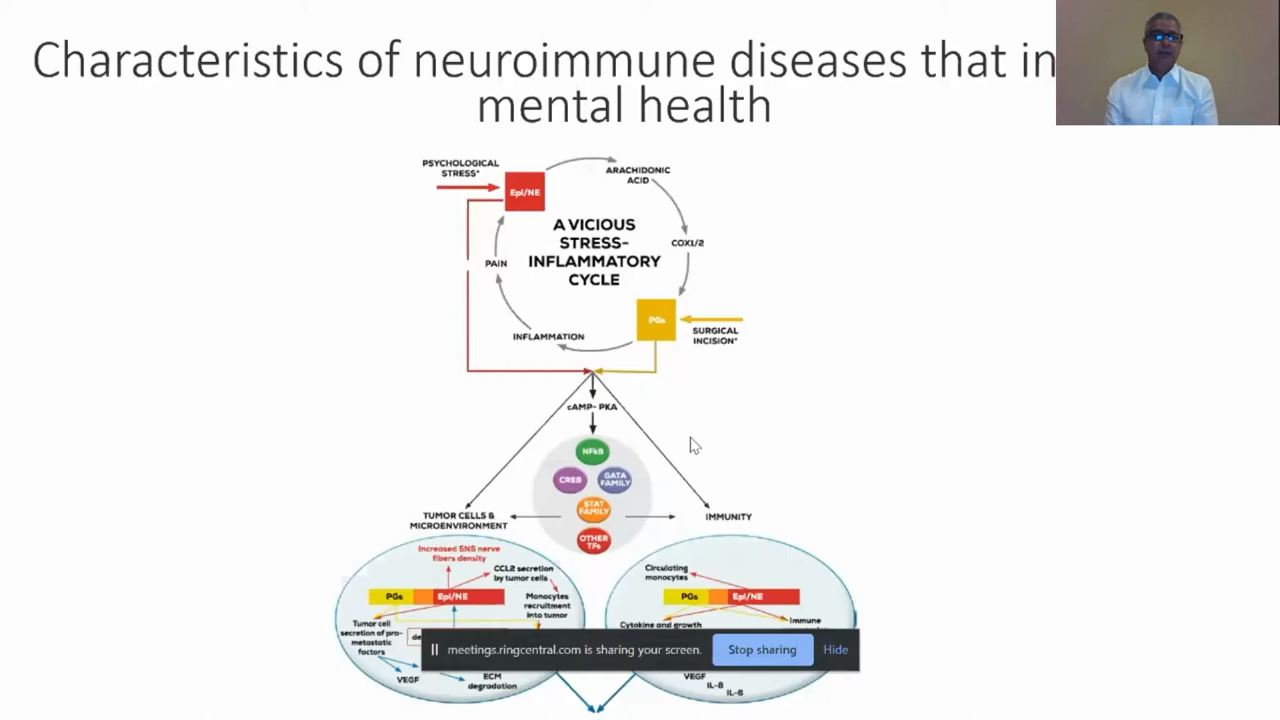 Characteristics of neuroimmune diseases that in
mental health
PSYCHOLOGICAL
STRESS*
Epi/NE
ARACHIDONIC
ACID
A VICIOUS
STRESS-
INFLAMMATORY
CYCLE
COX1/2
PAIN
PGs
INFLAMMATION
SURGICAL
INCISION*
cAMP- PKA
NFkB
CREB
GATA
FAMILY
STAT
FAMILY
OTHER
TFs
TUMOR CELLS &
MICROENVIRONMENT
IMMUNITY
Increased SNS nerve
fibers density
CCL2 secretion
by tumor cells
PGs
Epi/NE
Monocytes
recruitment
into tumor
Tumor cell
secretion of pro-
metastatic
factors
de
VEGF
ECM
degradation
Circulating
monocytes
PGs
Epi/NE
Cytokine and growth
Immune
VEGF
IL-8
IL-6
meetings.ringcentral.com is sharing your screen.
Stop sharing
Hide